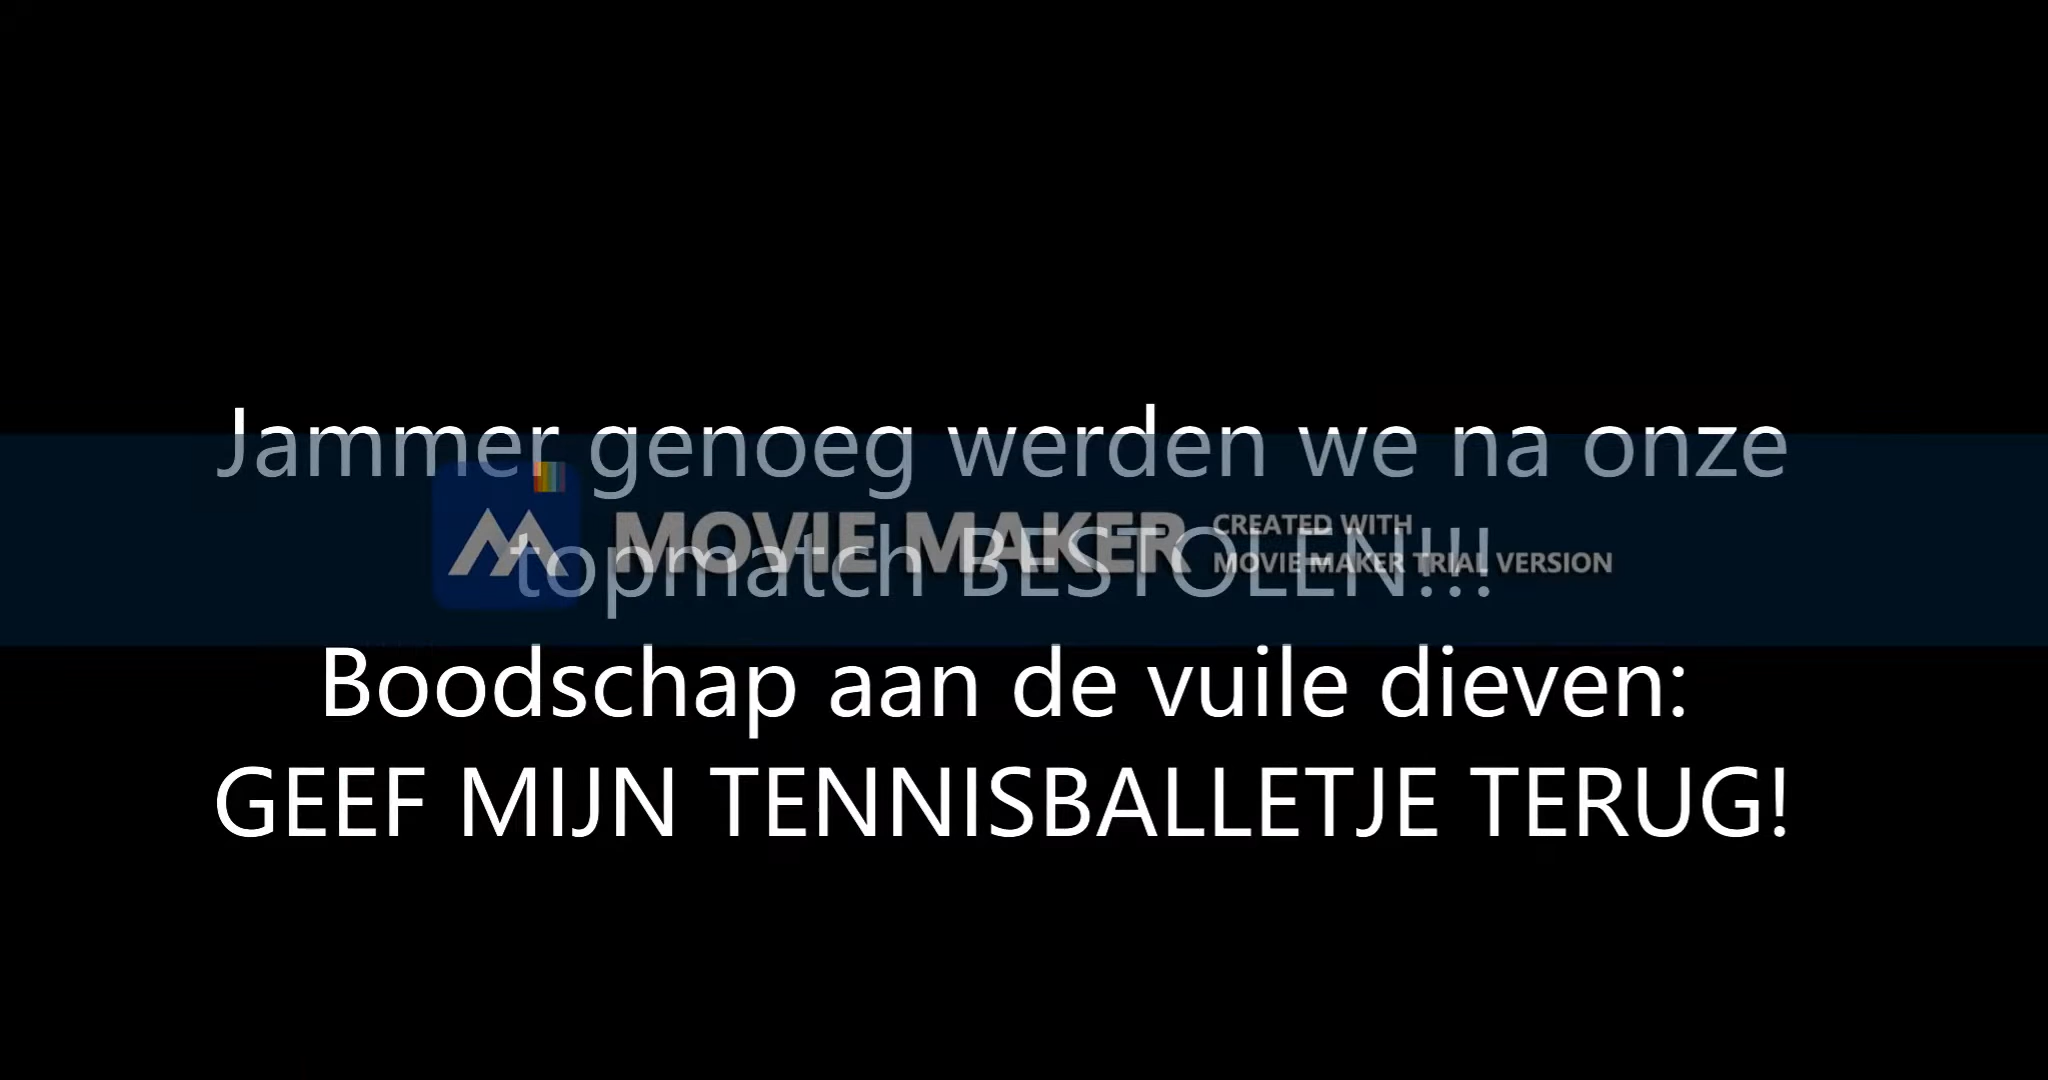 Jammer genoeg werden we na onze
topmatch BESTOLEN!!!
MOVIE MAKER
CREATED WITH
MOVIE MAKER TRIAL VERSION
Boodschap aan de vuile dieven:
GEEF MIJN TENNISBALLETJE TERUG!